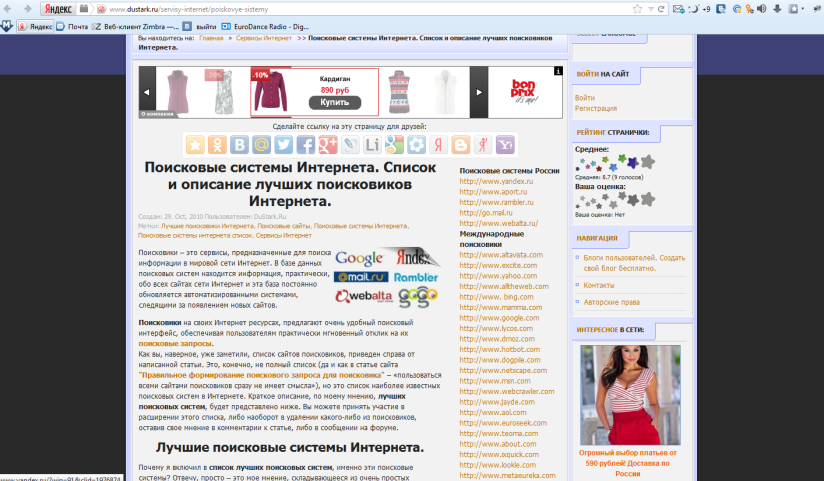 Яндекс
www.dustark.ru/servisy-internet/poiskovye-sistemy
+9
Яндекс Почта Веб-клиент Zimbra —... выйти EuroDance Radio - Dig...
Вы находитесь на: Главная » Сервисы Интернет >> Поисковые системы Интернета. Список и описание лучших поисковиков
Интернета.
-20%
-10%
Кардиган
890 руб
Купить
О компании
bon
prix
it's me!
Сделайте ссылку на эту страницу для друзей:
Поисковые системы Интернета. Список
и описание лучших поисковиков
Интернета.
Создан: 29. Oct, 2010 Пользователем: DuStark.Ru
Метки: Лучшие поисковики Интернета, Поисковые сайты, Поисковые системы Интернета,
Поисковые системы интернета список, Сервисы Интернет
Поисковики – это сервисы, предназначенные для поиска
информации в мировой сети Интернет. В базе данных
поисковых систем находится информация, практически,
обо всех сайтах сети Интернет и эта база постоянно
обновляется автоматизированными системами,
следящими за появлением новых сайтов.
Google Яndex
@mail.ru Rambler
webalta gogo
Поисковики на своих Интернет ресурсах, предлагают очень удобный поисковый
интерфейс, обеспечивая пользователям практически мгновенный отклик на их
поисковые запросы.
Как вы, наверное, уже заметили, список сайтов поисковиков, приведен справа от
написанной статьи. Это, конечно, не полный список (да и как в статье сайта
"Правильное формирование поискового запроса для поисковика" – «пользоваться
всеми сайтами поисковиков сразу не имеет смысла»), но это список наиболее известных
поисковых систем в Интернете. Краткое описание, по моему мнению, лучших
поисковых систем, будет представлено ниже. Вы можете принять участие в
расширении этого списка, либо наоборот в удалении какого-либо из поисковиков,
оставив свое мнение в комментарии к статье, либо в сообщении на форуме.
Лучшие поисковые системы Интернета.
Почему я включил в список лучших поисковых систем, именно эти поисковые
системы? Отвечу, просто – это мое мнение, складывающееся из очень простых
Поисковые системы России
http://www.yandex.ru
http://www.aport.ru
http://www.rambler.ru
http://go.mail.ru
http://www.webalta.ru/
Международные
поисковики
http://www.altavista.com
http://www.excite.com
http://www.yahoo.com
http://www.alltheweb.com
http://www. bing.com
http://www.mamma.com
http://www.google.com
http://www.lycos.com
http://www.dmoz.com
http://www.hotbot.com
http://www.dogpile.com
http://www.netscape.com
http://www.msn.com
http://www.webcrawler.com
http://www.jayde.com
http://www.aol.com
http://www.euroseek.com
http://www.teoma.com
http://www.about.com
http://www.ixquick.com
http://www.lookle.com
http://www.metaeureka.com
SELECT LANGUAGE
ВОЙТИ НА САЙТ
Войти
Регистрация
РЕЙТИНГ СТРАНИЧКИ:
Среднее:
Среднее: 8.7 (9 голосов)
Ваша оценка:
Ваша оценка: Нет
НАВИГАЦИЯ
Блоги пользователей. Создать
свой блог бесплатно.
Контакты
Авторские права
ИНТЕРЕСНОЕ В СЕТИ:
Огромный выбор платьев от
590 рублей! Доставка по
России